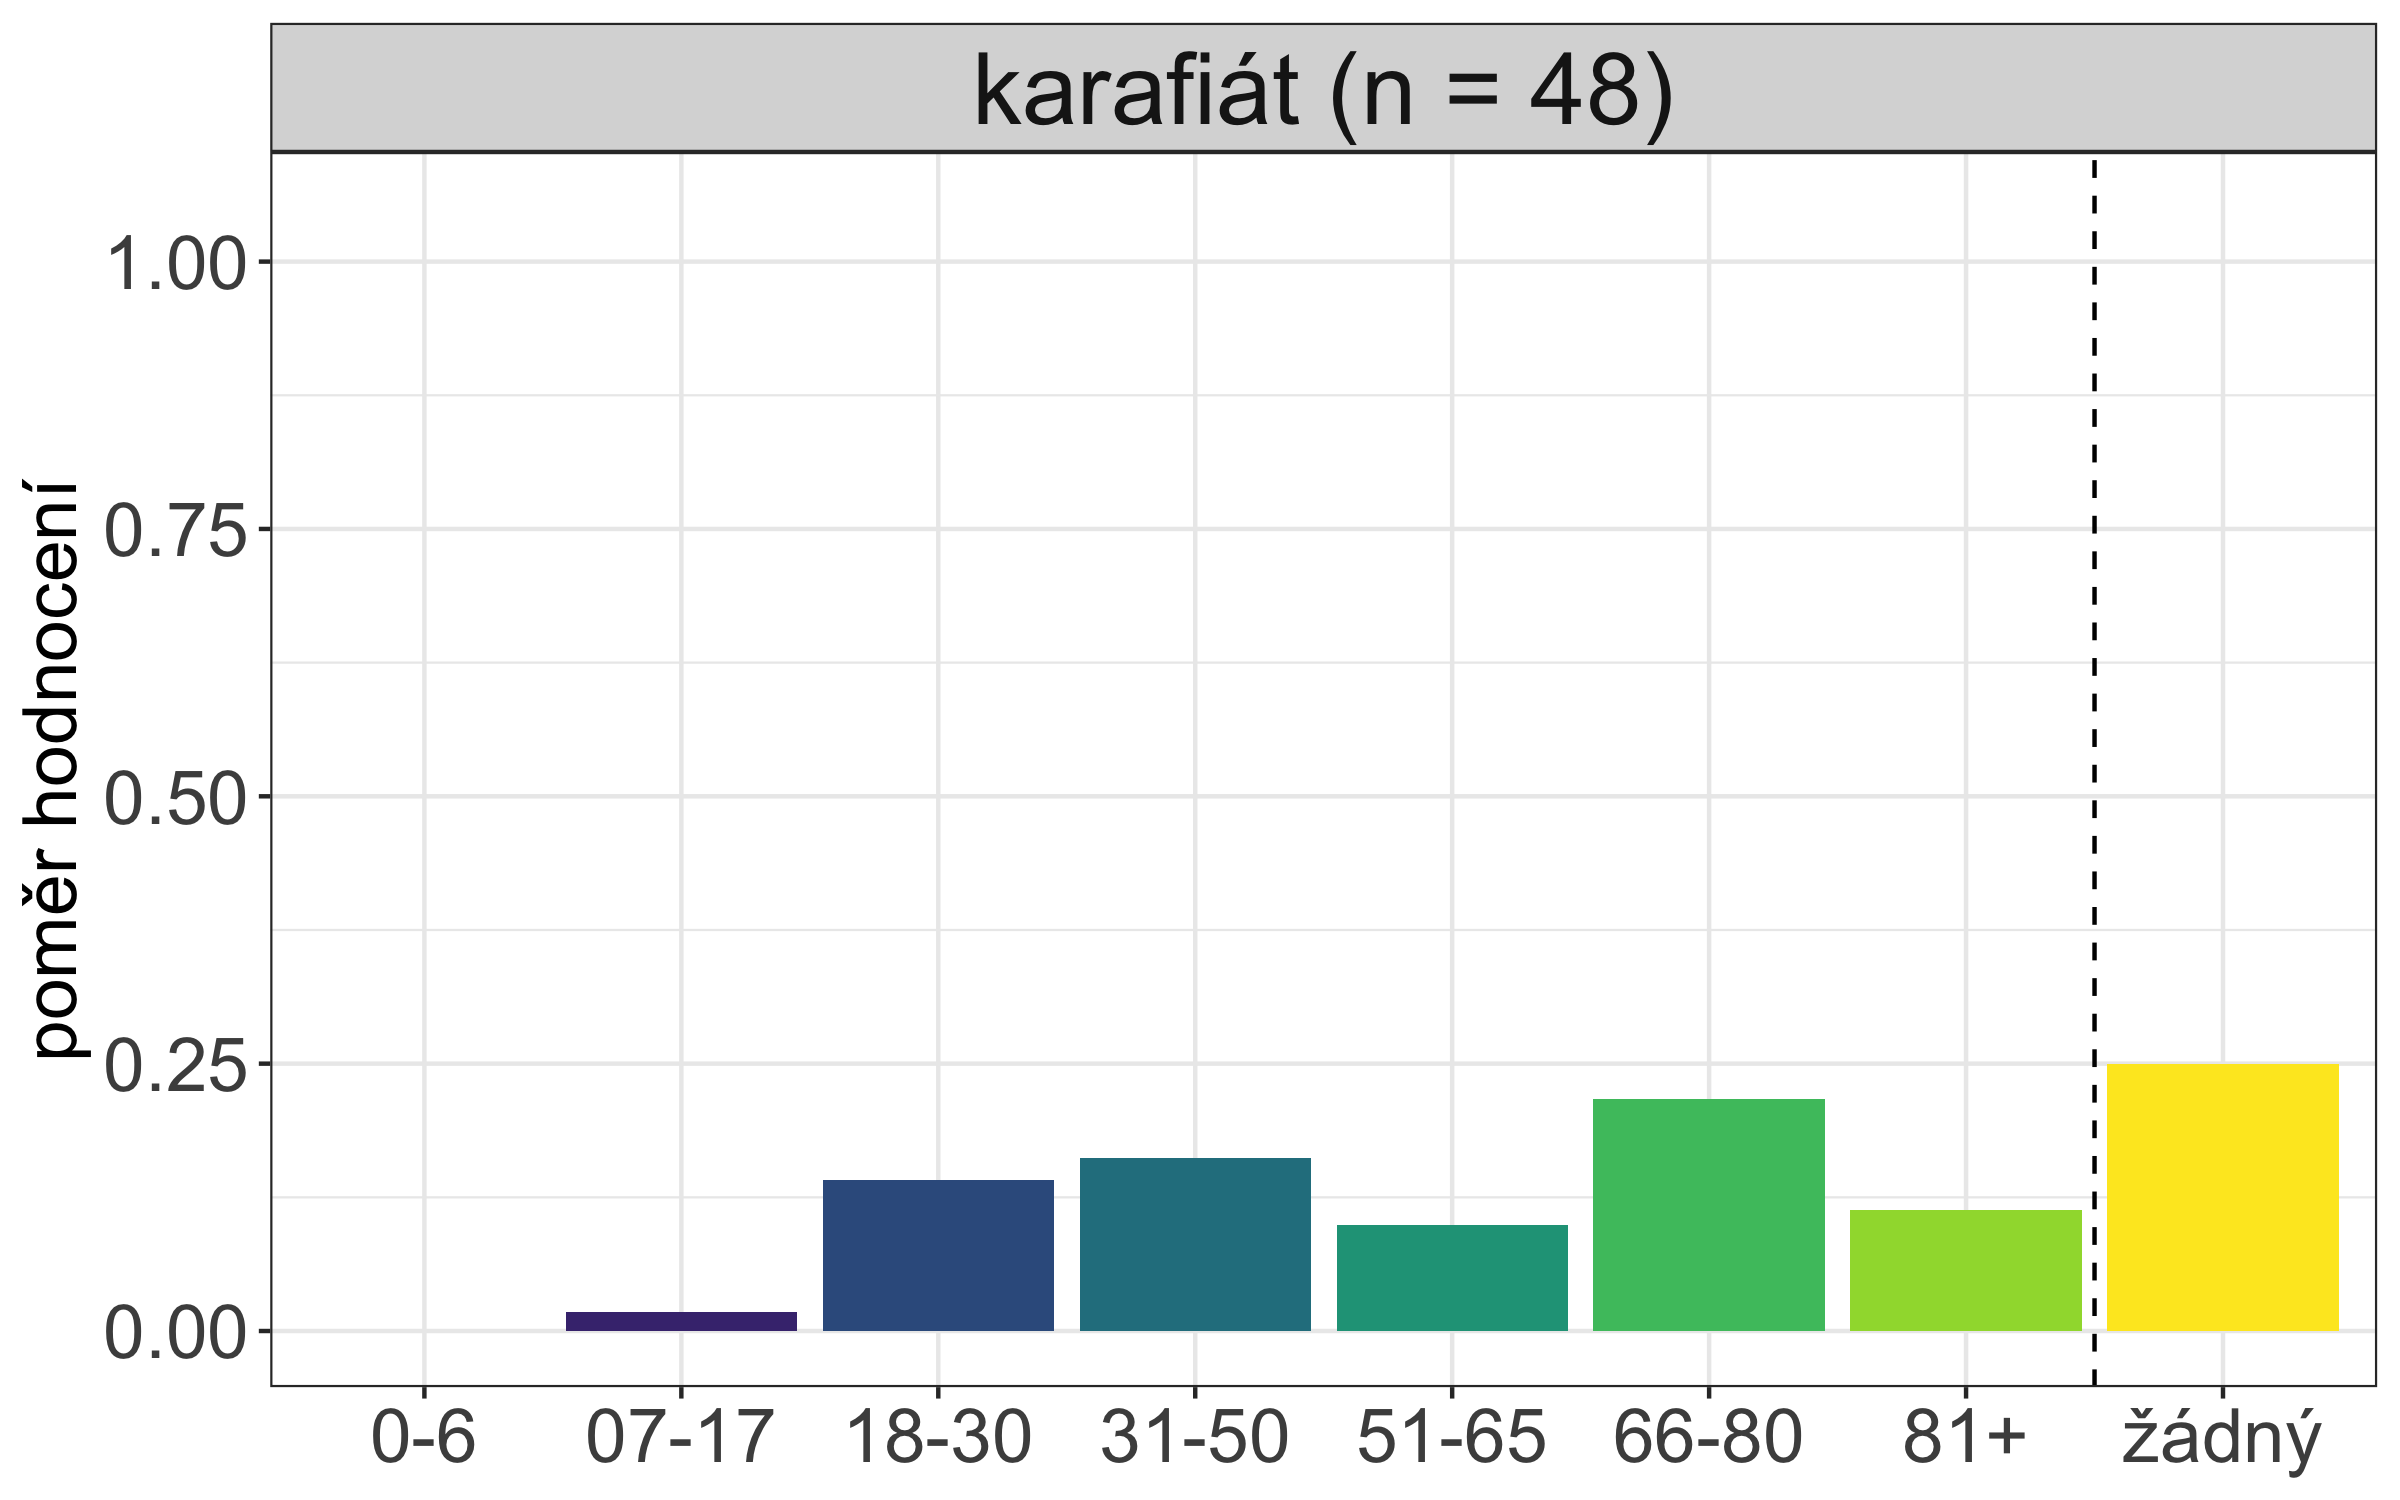 karafiát (n = 48)
poměr hodnocení
1.00
0.75
0.50
0.25
0.00
0-6 07-17 18-30 31-50 51-65 66-80 81+ žádný